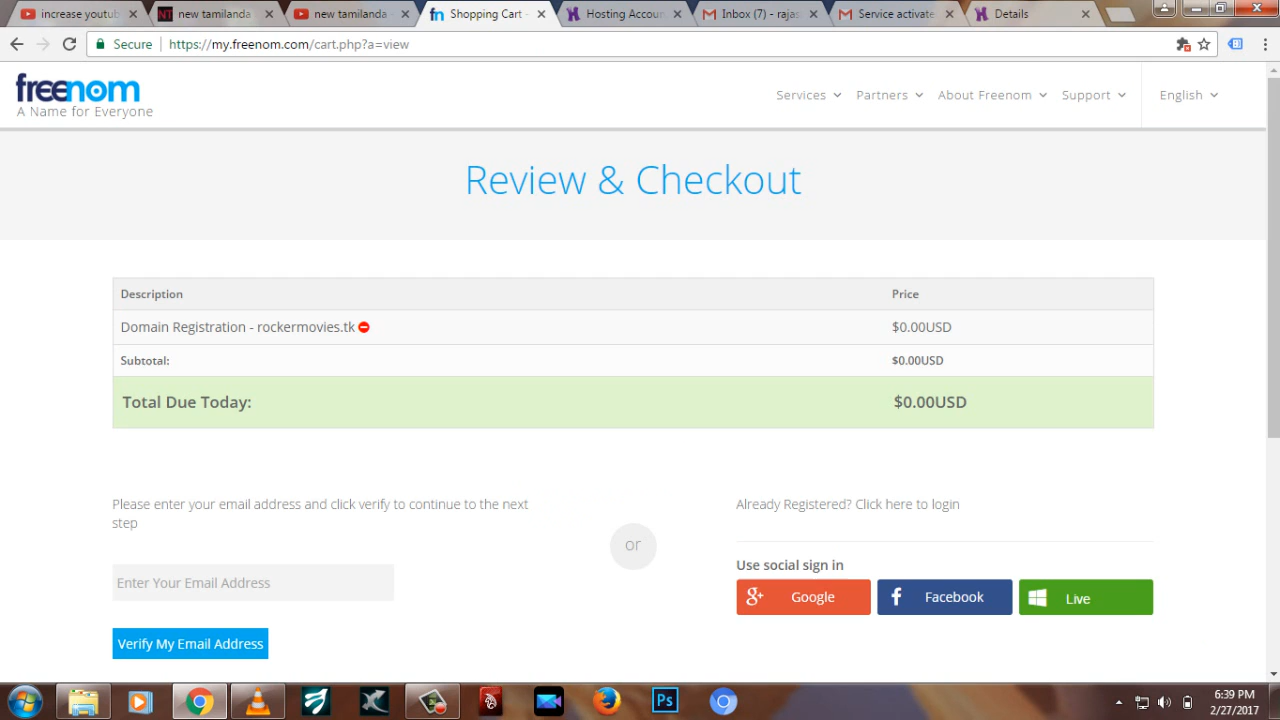 increase youtub
new tamilanda
new tamilanda
Shopping Cart -
Hosting Accoun
Inbox (7) - rajas
Service activate
Details
Secure
https://my.freenom.com/cart.php?a=view
freenom
A Name for Everyone
Services
Partners
About Freenom
Support
English
Review & Checkout
Description Price
Domain Registration - rockermovies.tk $0.00USD
Subtotal: $0.00USD
Total Due Today: $0.00USD
Please enter your email address and click verify to continue to the next
step
Enter Your Email Address
Verify My Email Address
or
Already Registered? Click here to login
Use social sign in
Google
Facebook
Live
Ps
6:39 PM
2/27/2017